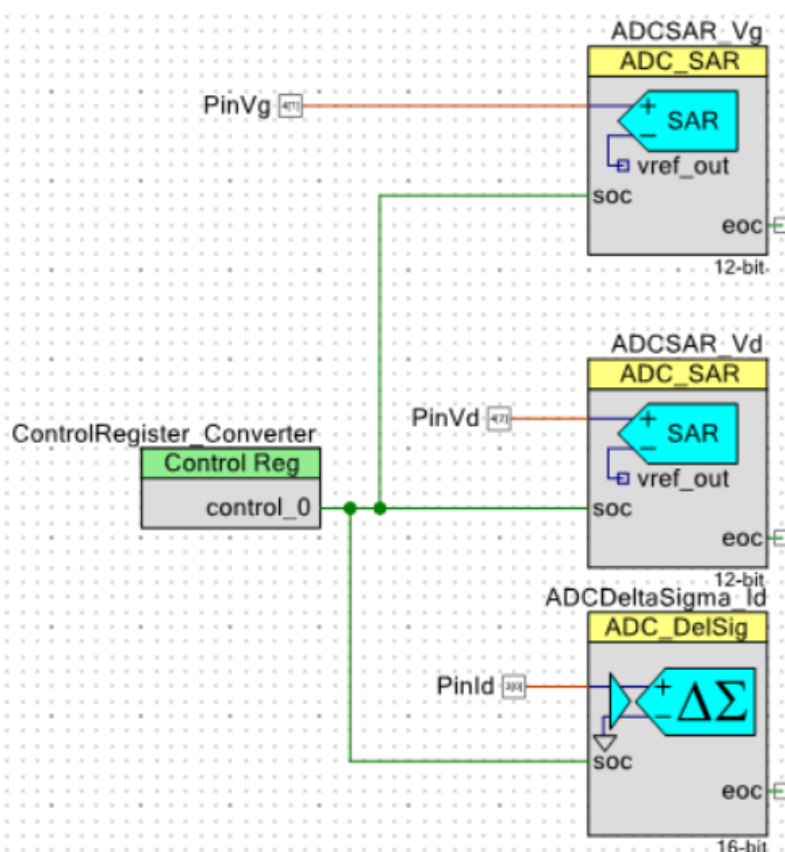 ADCSAR_Vg
ADC_SAR
PinVg
+
SAR
−
vref_out
soc
eoc
12-bit
ADCSAR_Vd
ADC_SAR
PinVd
+
SAR
−
vref_out
ControlRegister_Converter
Control Reg
control_0
soc
eoc
12-bit
ADCDeltaSigma_Id
ADC_DelSig
PinId
+
ΔΣ
−
soc
eoc
16-bit